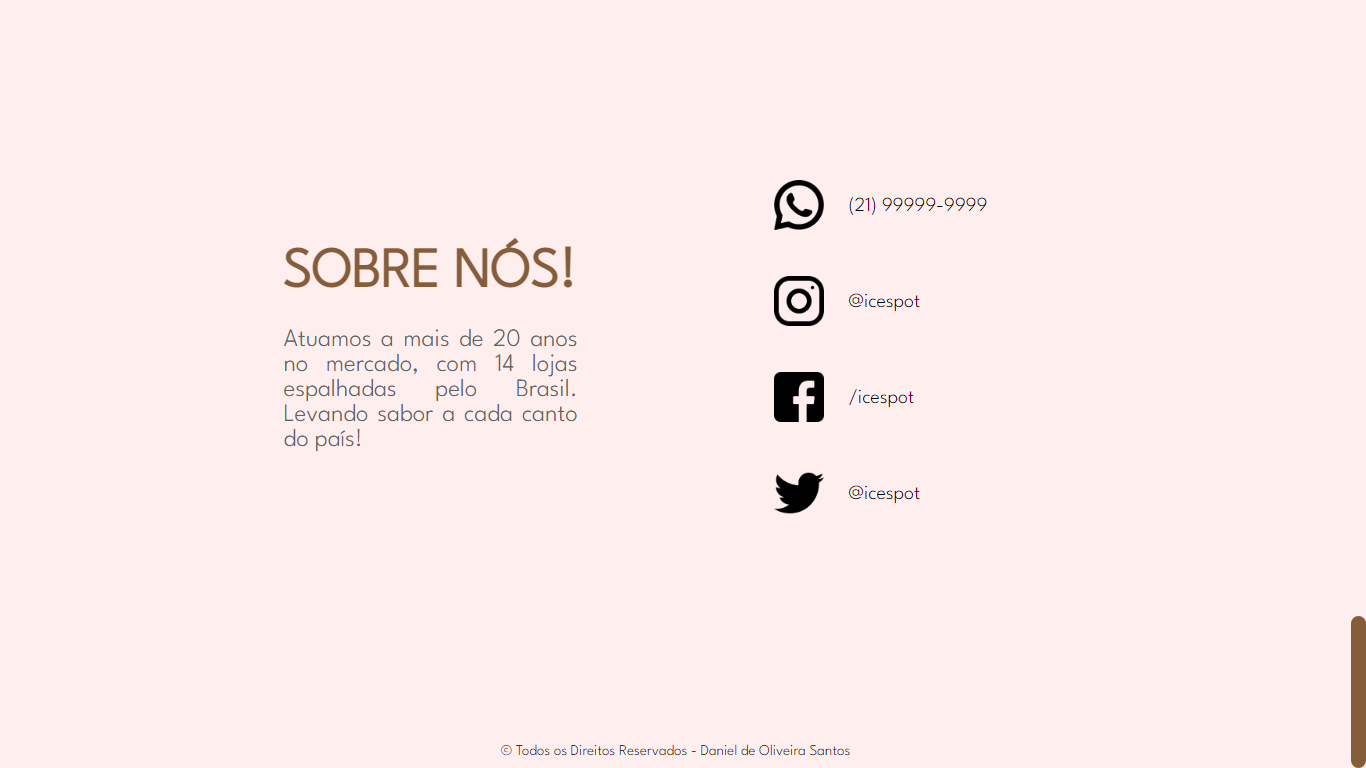 SOBRE NÓS!
Atuamos a mais de 20 anos
no mercado, com 14 lojas
espalhadas pelo Brasil.
Levando sabor a cada canto
do país!
(21) 99999-9999
@icespot
/icespot
@icespot
© Todos os Direitos Reservados - Daniel de Oliveira Santos